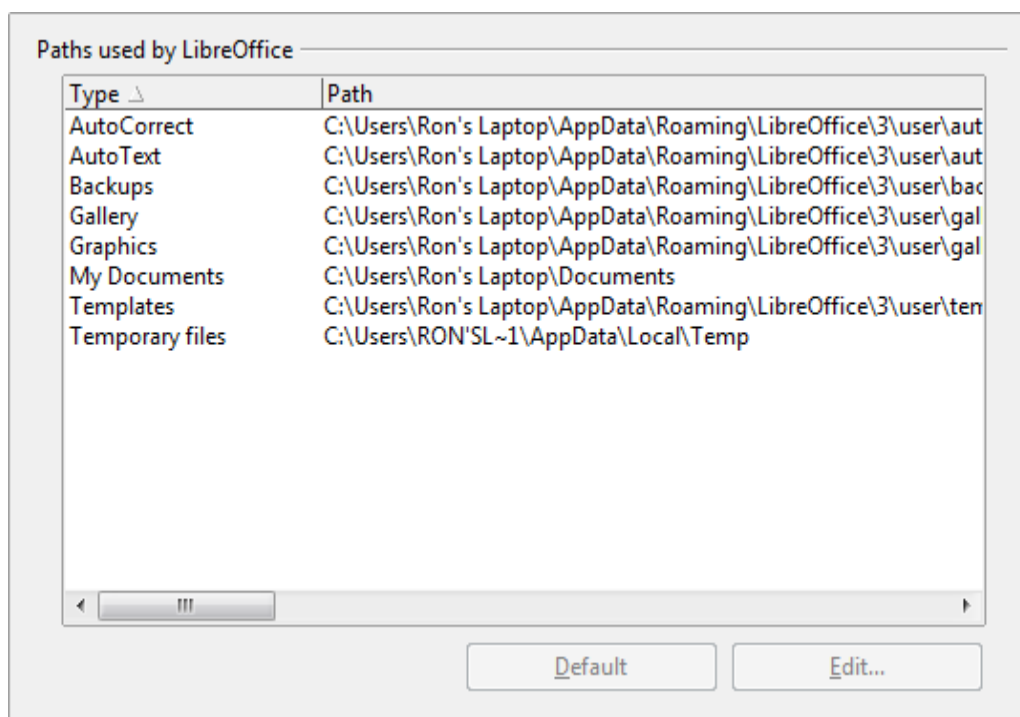 Paths used by LibreOffice
Type Path
AutoCorrect C:\Users\Ron's Laptop\AppData\Roaming\LibreOffice\3\user\aut
AutoText C:\Users\Ron's Laptop\AppData\Roaming\LibreOffice\3\user\aut
Backups C:\Users\Ron's Laptop\AppData\Roaming\LibreOffice\3\user\bac
Gallery C:\Users\Ron's Laptop\AppData\Roaming\LibreOffice\3\user\gal
Graphics C:\Users\Ron's Laptop\AppData\Roaming\LibreOffice\3\user\gal
My Documents C:\Users\Ron's Laptop\Documents
Templates C:\Users\Ron's Laptop\AppData\Roaming\LibreOffice\3\user\tem
Temporary files C:\Users\RON'SL~1\AppData\Local\Temp
Default Edit...